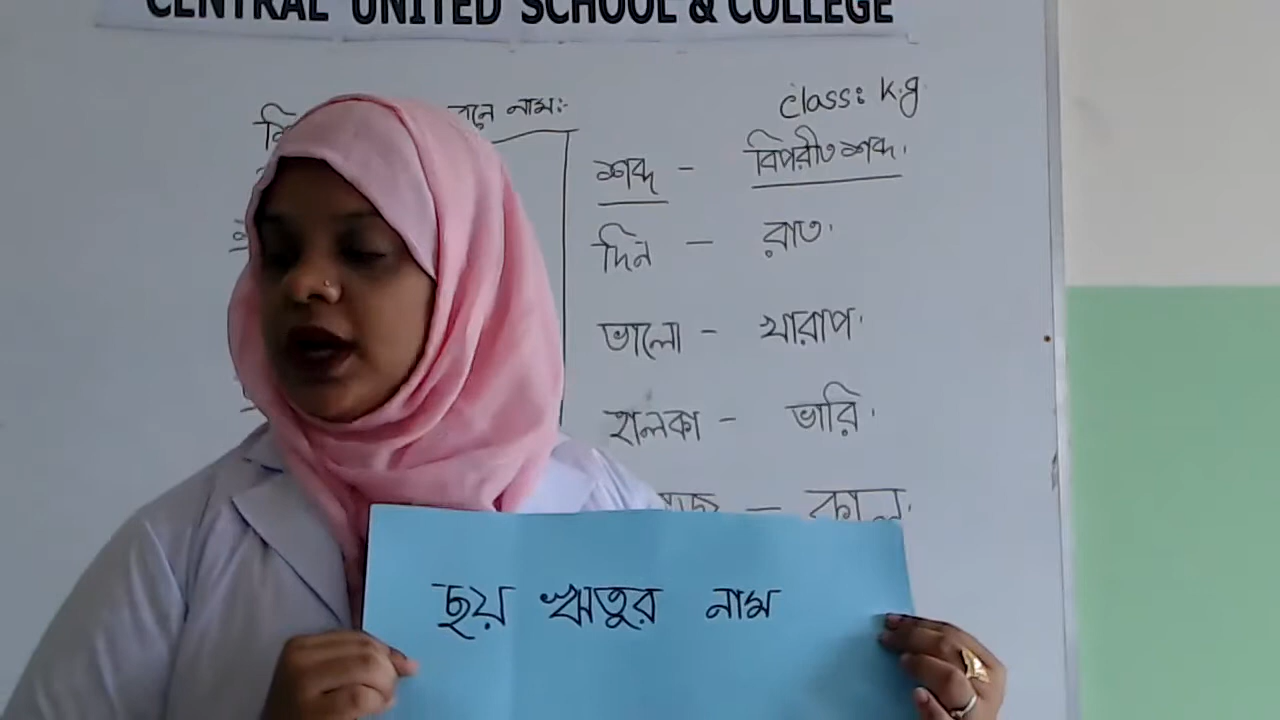 CENTRAL UNITED SCHOOL & COLLEGE
class: K.g
নাম:-
শব্দ - বিপরীত শব্দ.
দিন - রাত.
ভালো - খারাপ.
হালকা - ভারি.
— কাল.
ছয় ঋতুর নাম